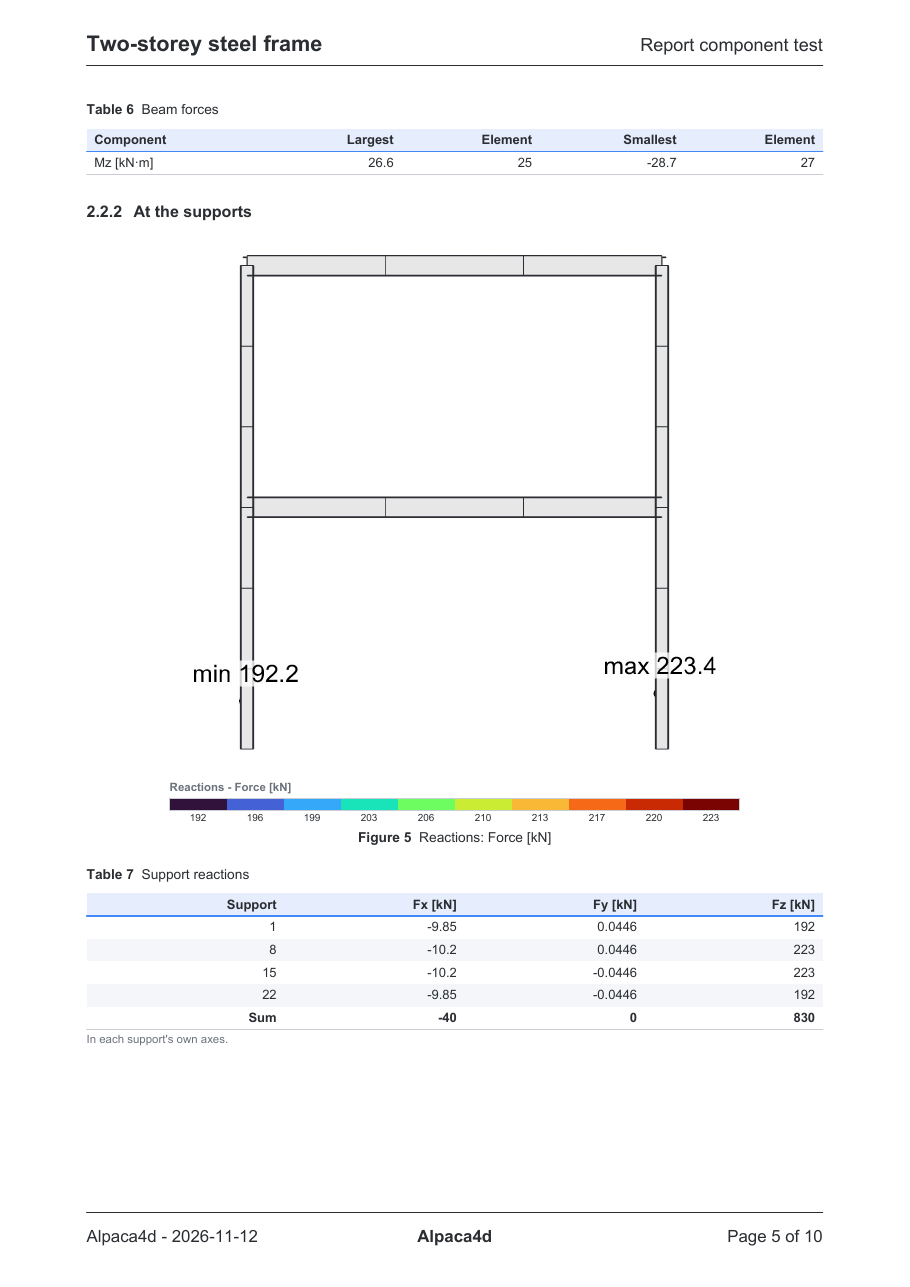 Two-storey steel frame Report component test
Table 6 Beam forces
Component Largest Element Smallest Element
Mz [kN·m] 26.6 25 -28.7 27
2.2.2 At the supports
min 192.2 max 223.4
Reactions - Force [kN]
192 196 199 203 206 210 213 217 220 223
Figure 5 Reactions: Force [kN]
Table 7 Support reactions
Support Fx [kN] Fy [kN] Fz [kN]
1 -9.85 0.0446 192
8 -10.2 0.0446 223
15 -10.2 -0.0446 223
22 -9.85 -0.0446 192
Sum -40 0 830
In each support's own axes.
Alpaca4d - 2026-11-12 Alpaca4d Page 5 of 10